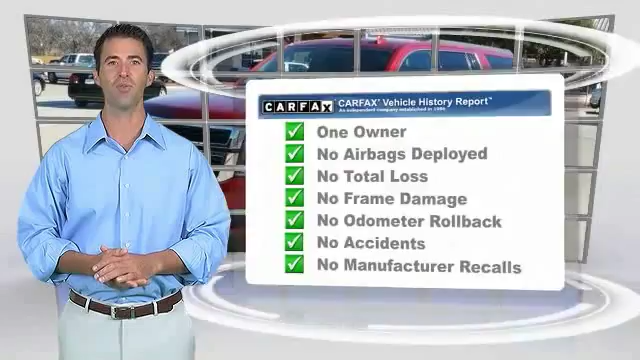 CARFAX CARFAX® Vehicle History Report™
An independent company established in 1986
One Owner
No Airbags Deployed
No Total Loss
No Frame Damage
No Odometer Rollback
No Accidents
No Manufacturer Recalls